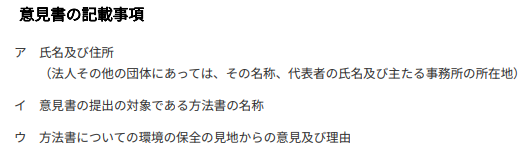 意見書の記載事項
ア　氏名及び住所
（法人その他の団体にあっては、その名称、代表者の氏名及び主たる事務所の所在地）
イ　意見書の提出の対象である方法書の名称
ウ　方法書についての環境の保全の見地からの意見及び理由